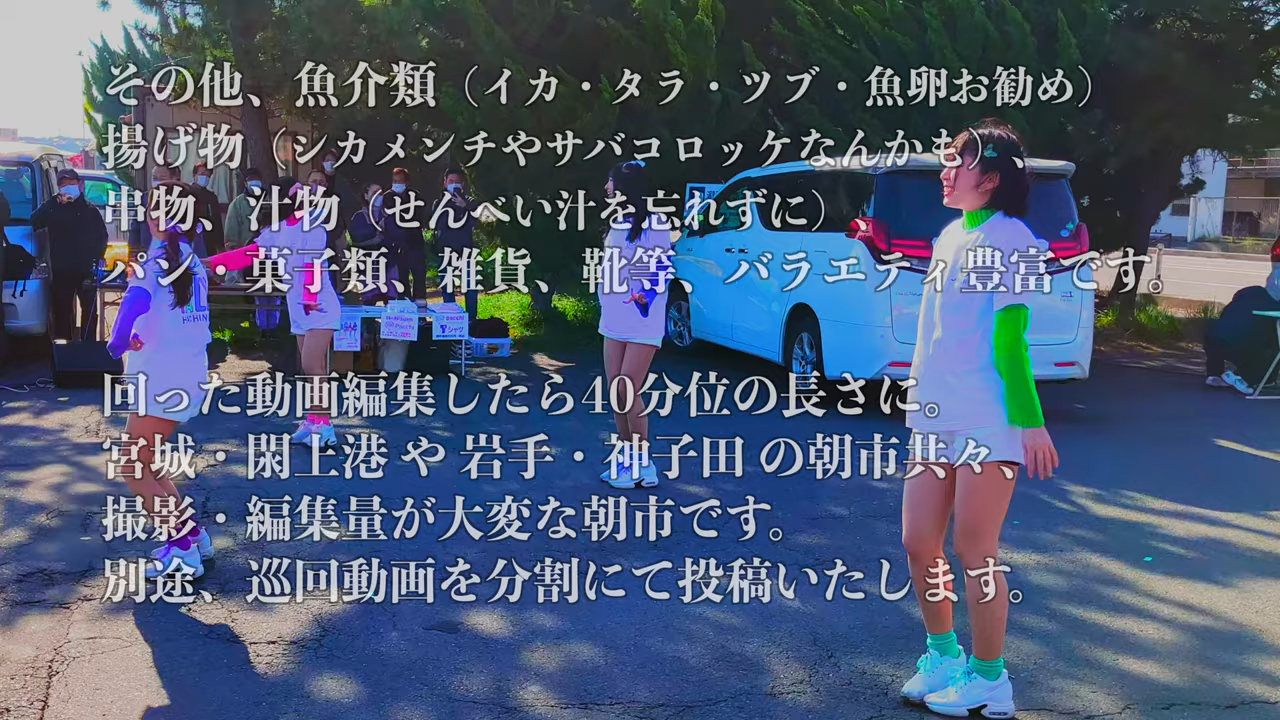 その他、魚介類（イカ・タラ・ツブ・魚卵お勧め）
揚げ物（シカメンチやサバコロッケなんかも）、
串物、汁物（せんべい汁を忘れずに）、
パン・菓子類、雑貨、靴等、バラエティ豊富です。
回った動画編集したら40分位の長さに。
宮城・閖上港 や 岩手・神子田 の朝市共々、
撮影・編集量が大変な朝市です。
別途、巡回動画を分割にて投稿いたします。